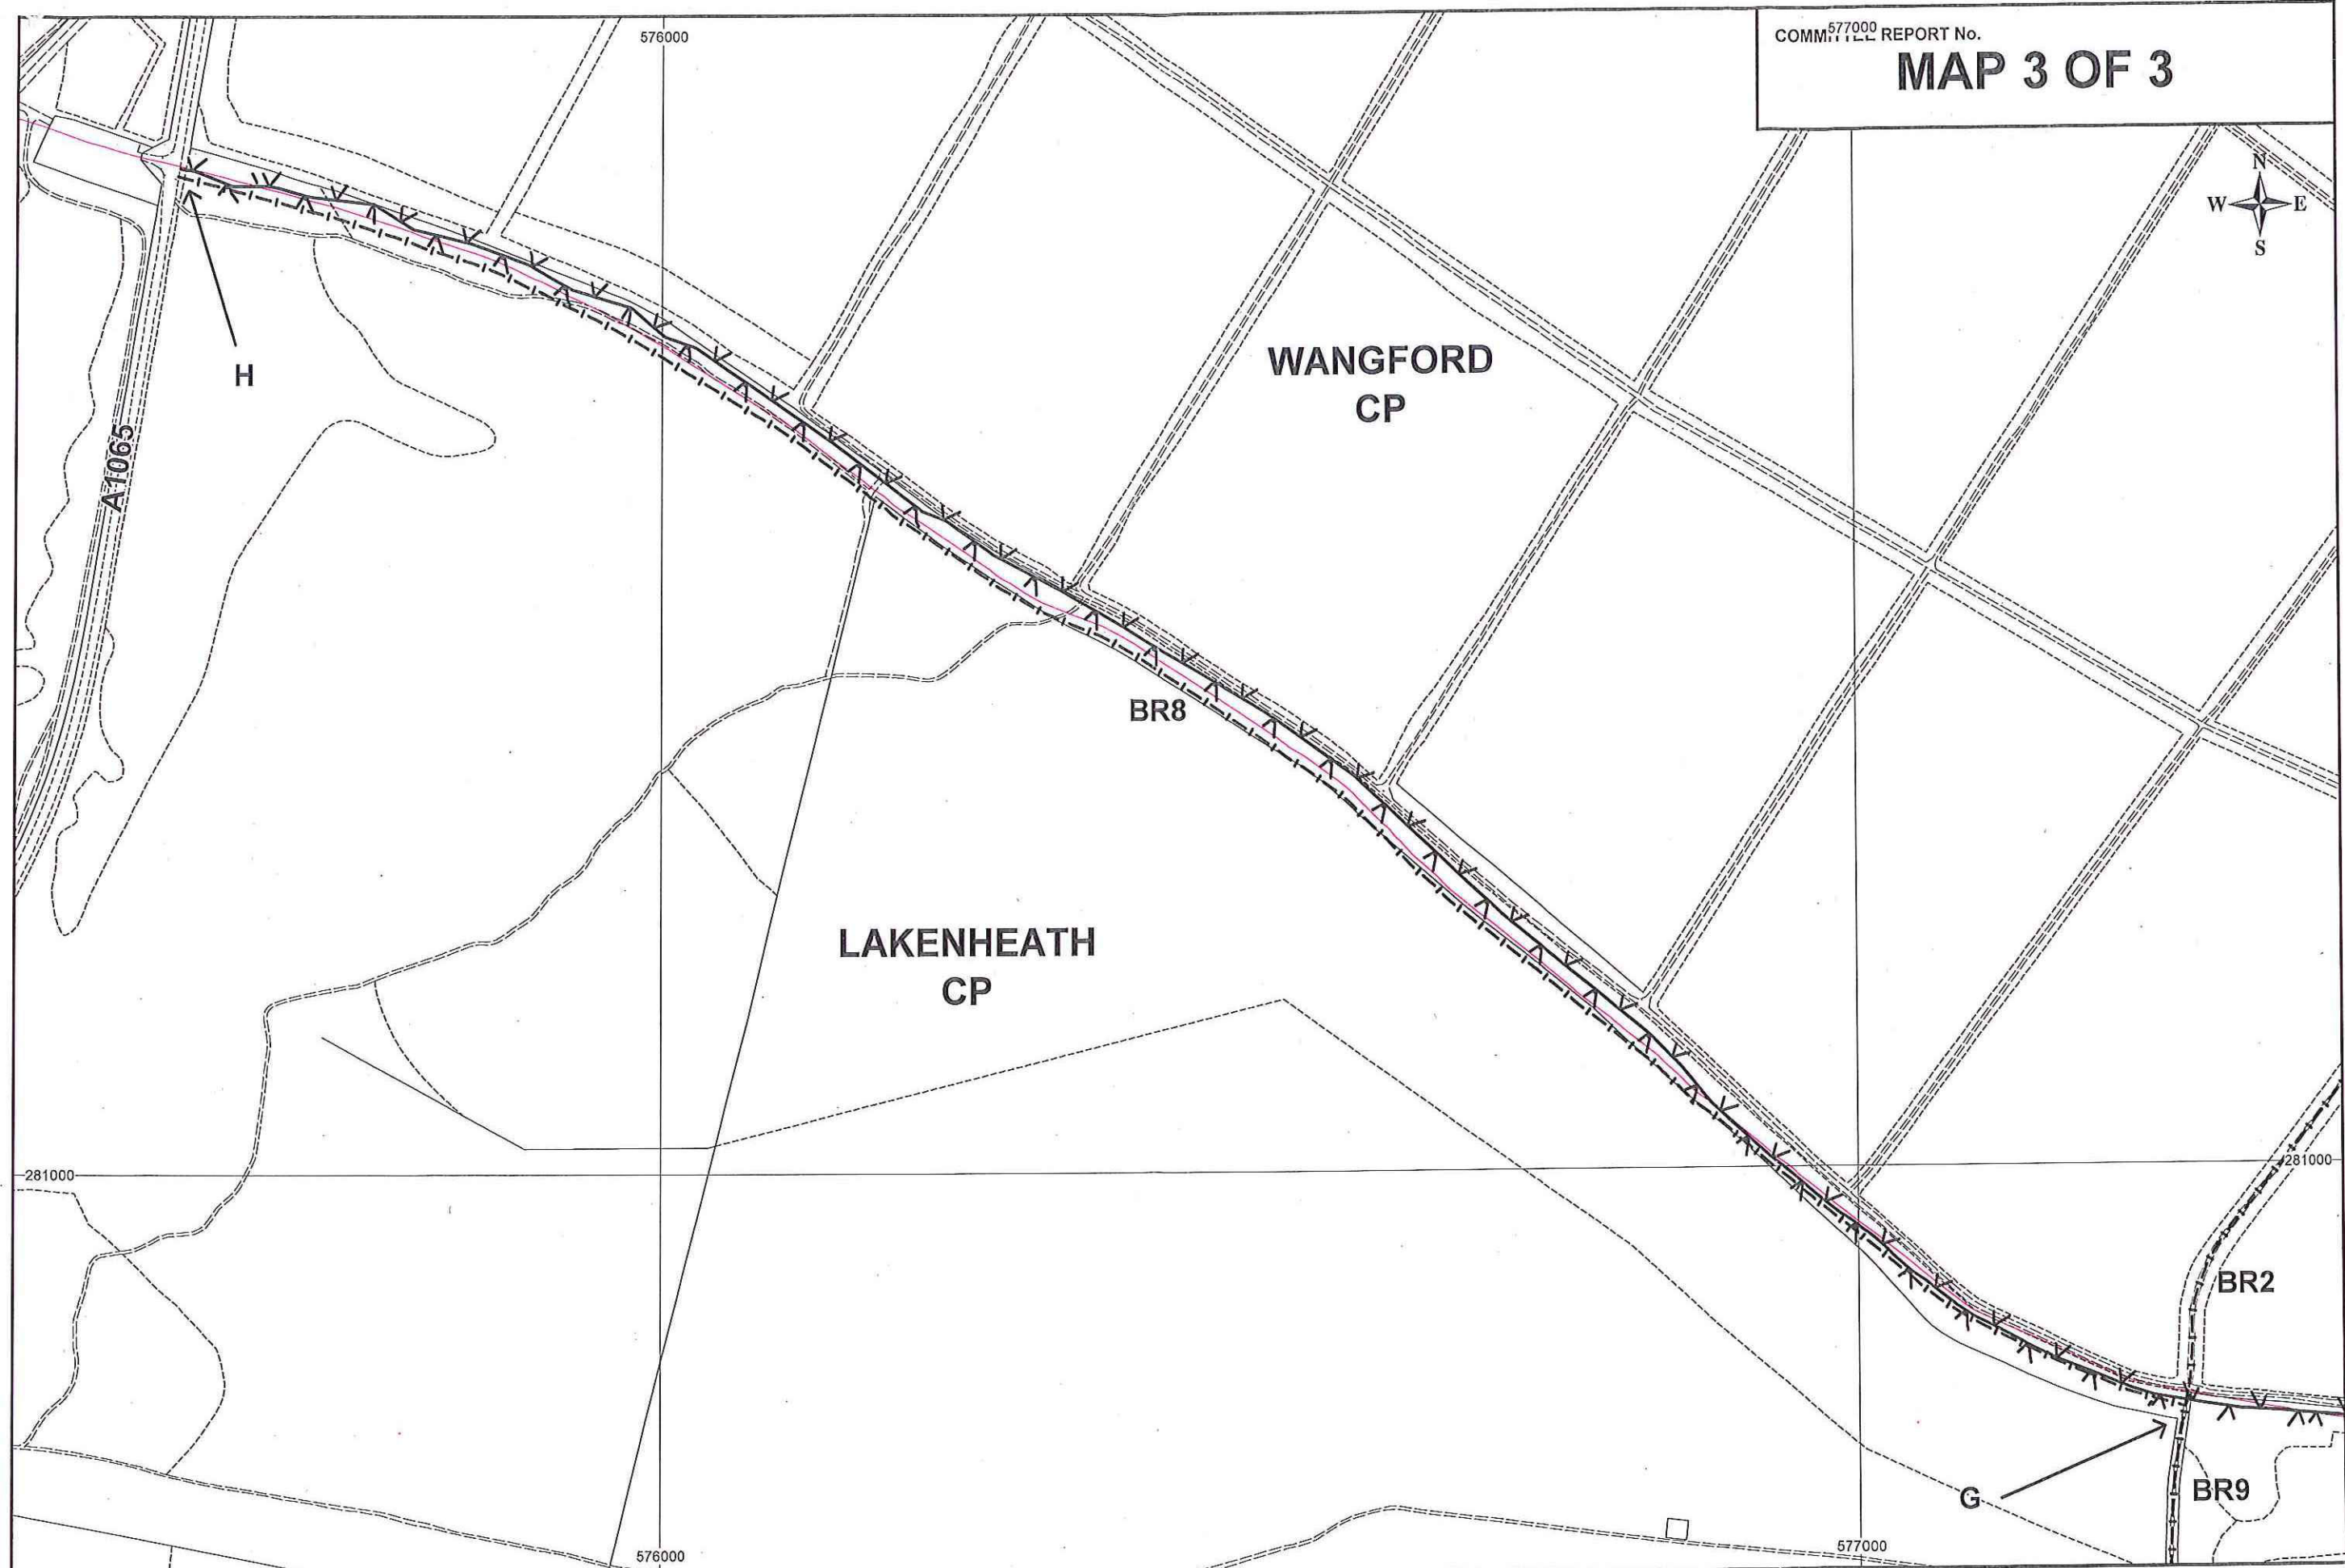 576000
COMMITTEE REPORT No.
577000
MAP 3 OF 3
N
W E
S
H
WANGFORD
CP
A1065
BR8
LAKENHEATH
CP
281000
281000
BR2
BR9
G
576000
577000